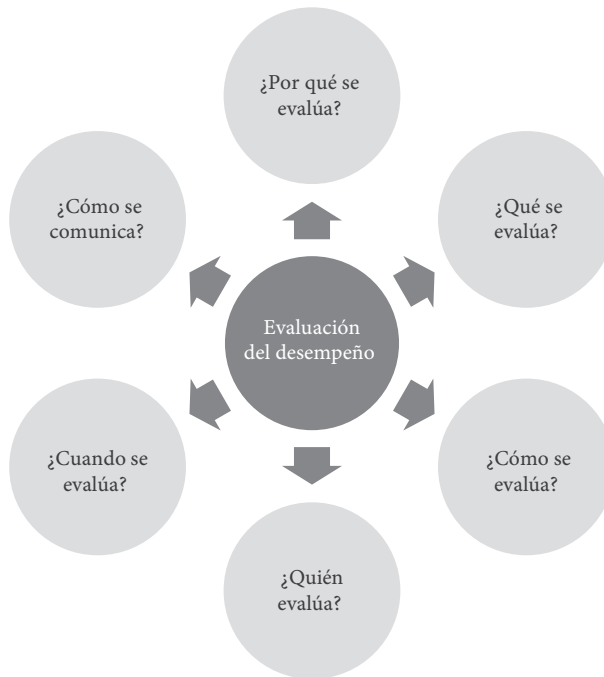 ¿Por qué se
evalúa?
¿Cómo se
comunica?
¿Qué se
evalúa?
Evaluación
del desempeño
¿Cuando se
evalúa?
¿Cómo se
evalúa?
¿Quién
evalúa?